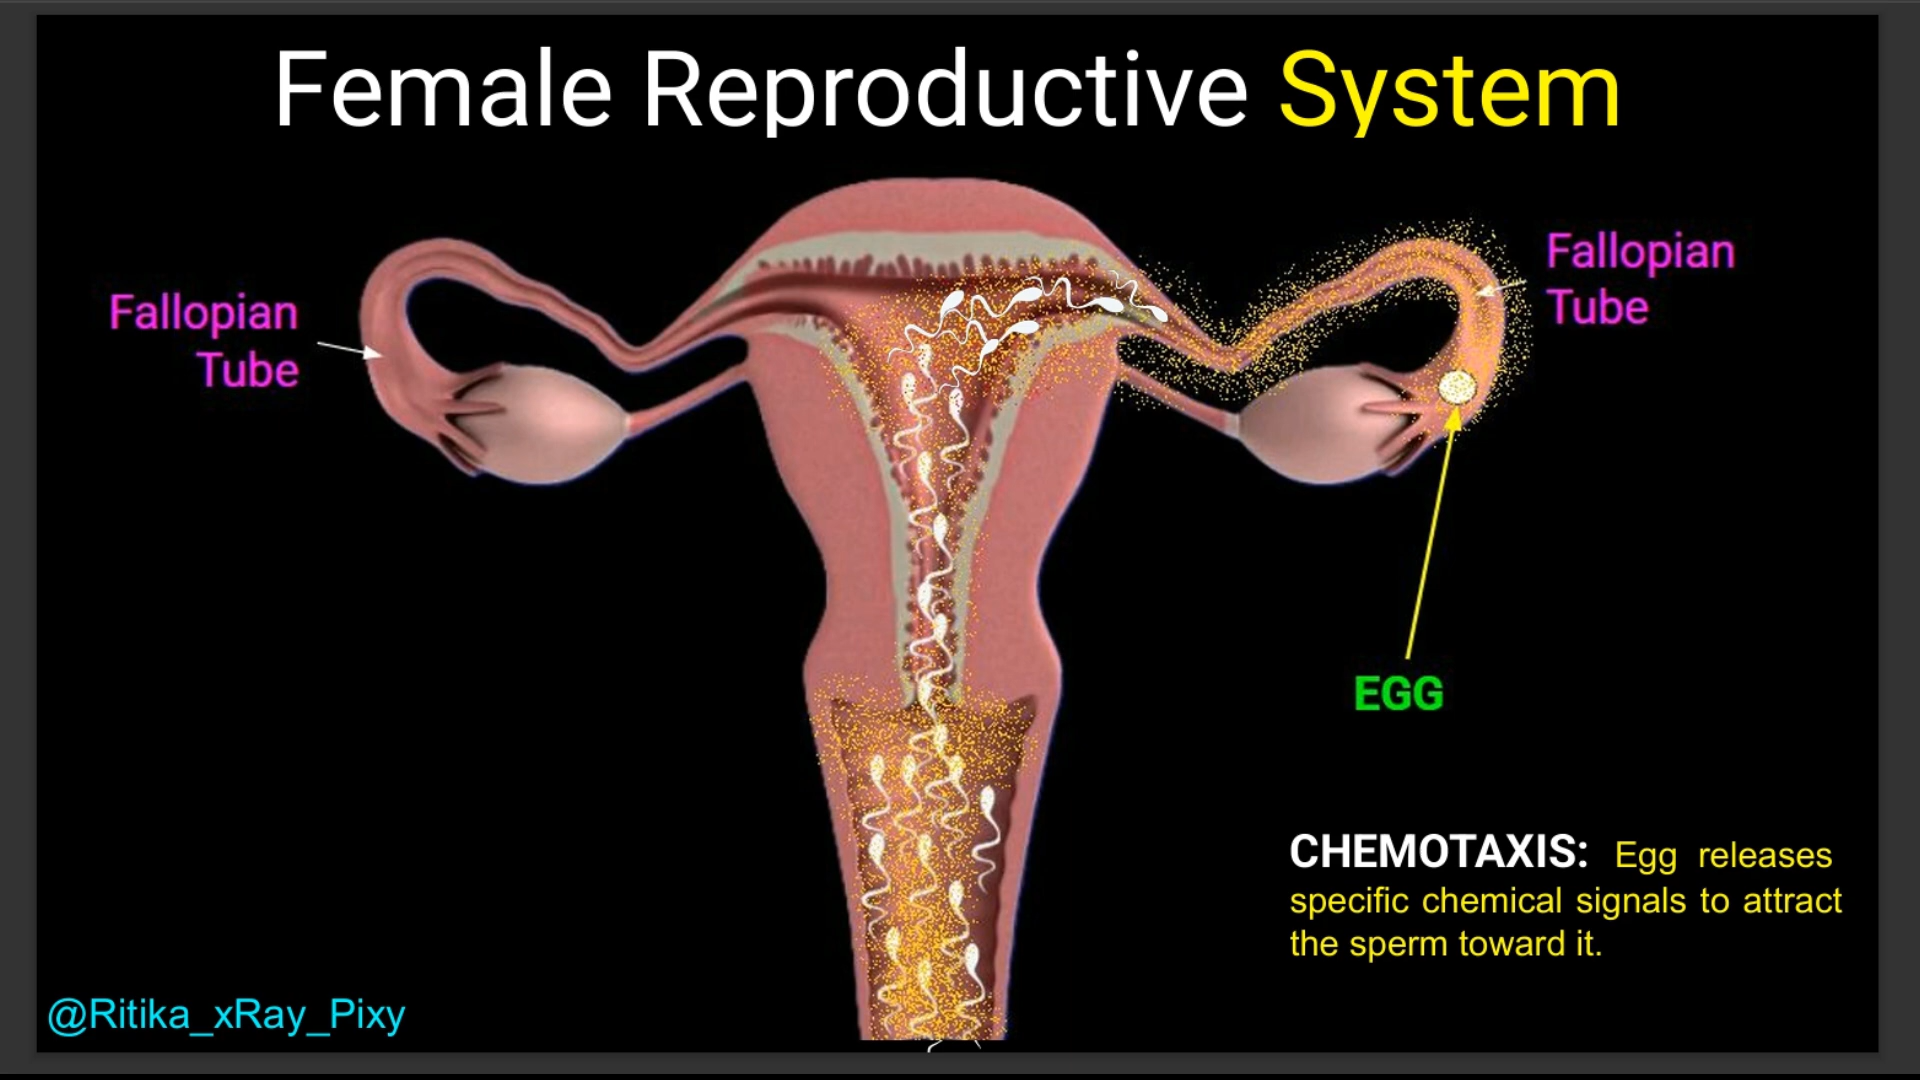 Female Reproductive System
Fallopian
Tube
Fallopian
Tube
EGG
CHEMOTAXIS: Egg releases
specific chemical signals to attract
the sperm toward it.
@Ritika_xRay_Pixy